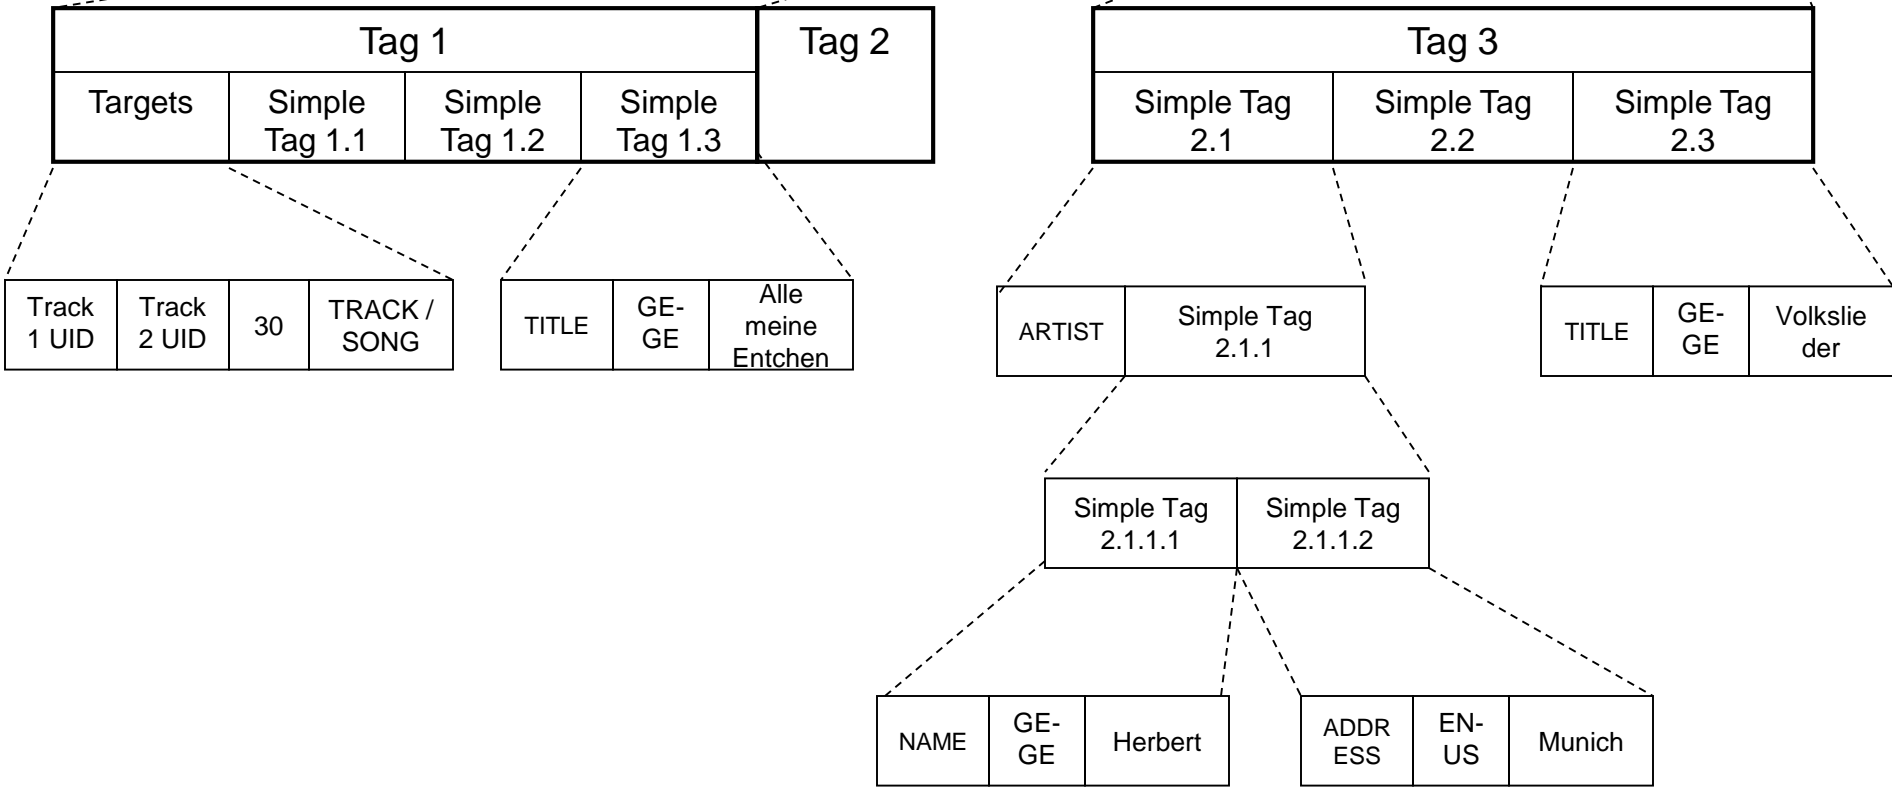 Tag 1
Tag 2
Tag 3
Targets
Simple
Tag 1.1
Simple
Tag 1.2
Simple
Tag 1.3
Simple Tag
2.1
Simple Tag
2.2
Simple Tag
2.3
Track
1 UID
Track
2 UID
30
TRACK /
SONG
TITLE
GE-
GE
Alle
meine
Entchen
ARTIST
Simple Tag
2.1.1
TITLE
GE-
GE
Volkslie
der
Simple Tag
2.1.1.1
Simple Tag
2.1.1.2
NAME
GE-
GE
Herbert
ADDR
ESS
EN-
US
Munich